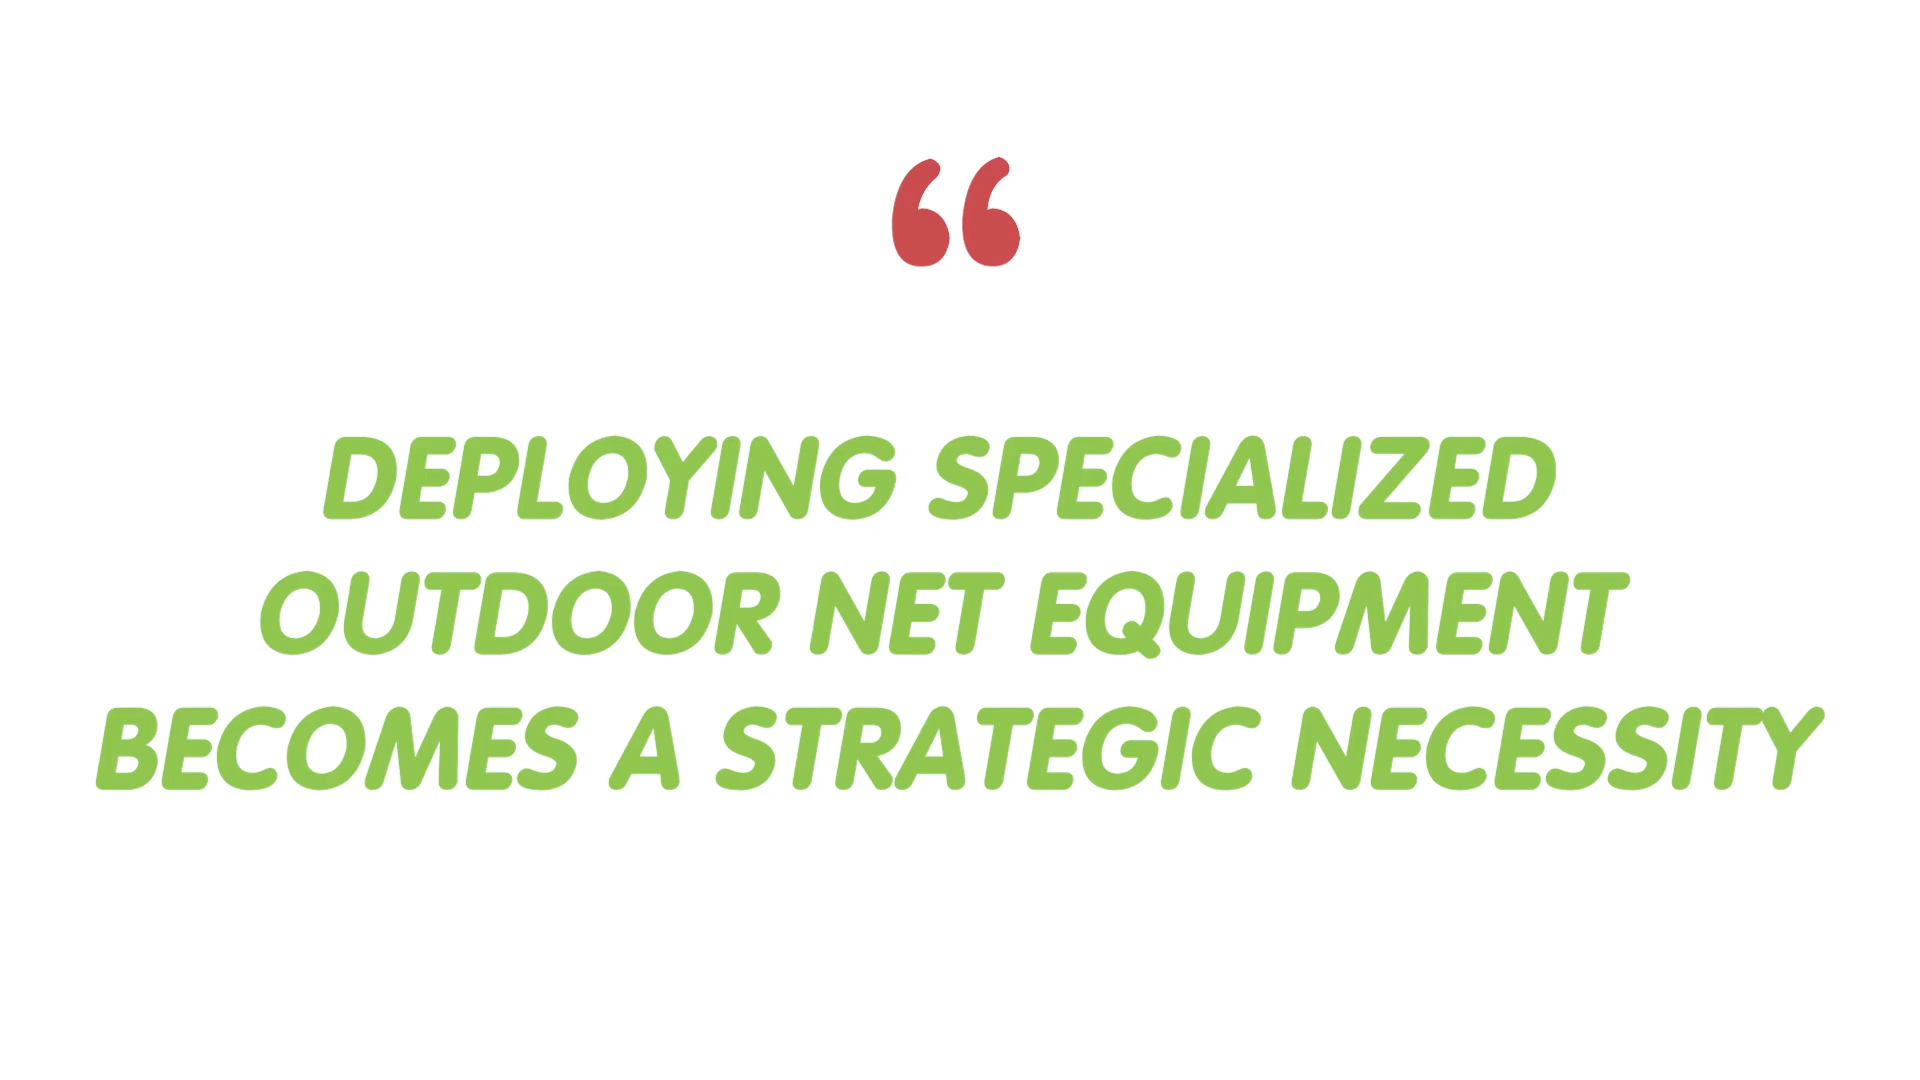 “
DEPLOYING SPECIALIZED
OUTDOOR NET EQUIPMENT
BECOMES A STRATEGIC NECESSITY